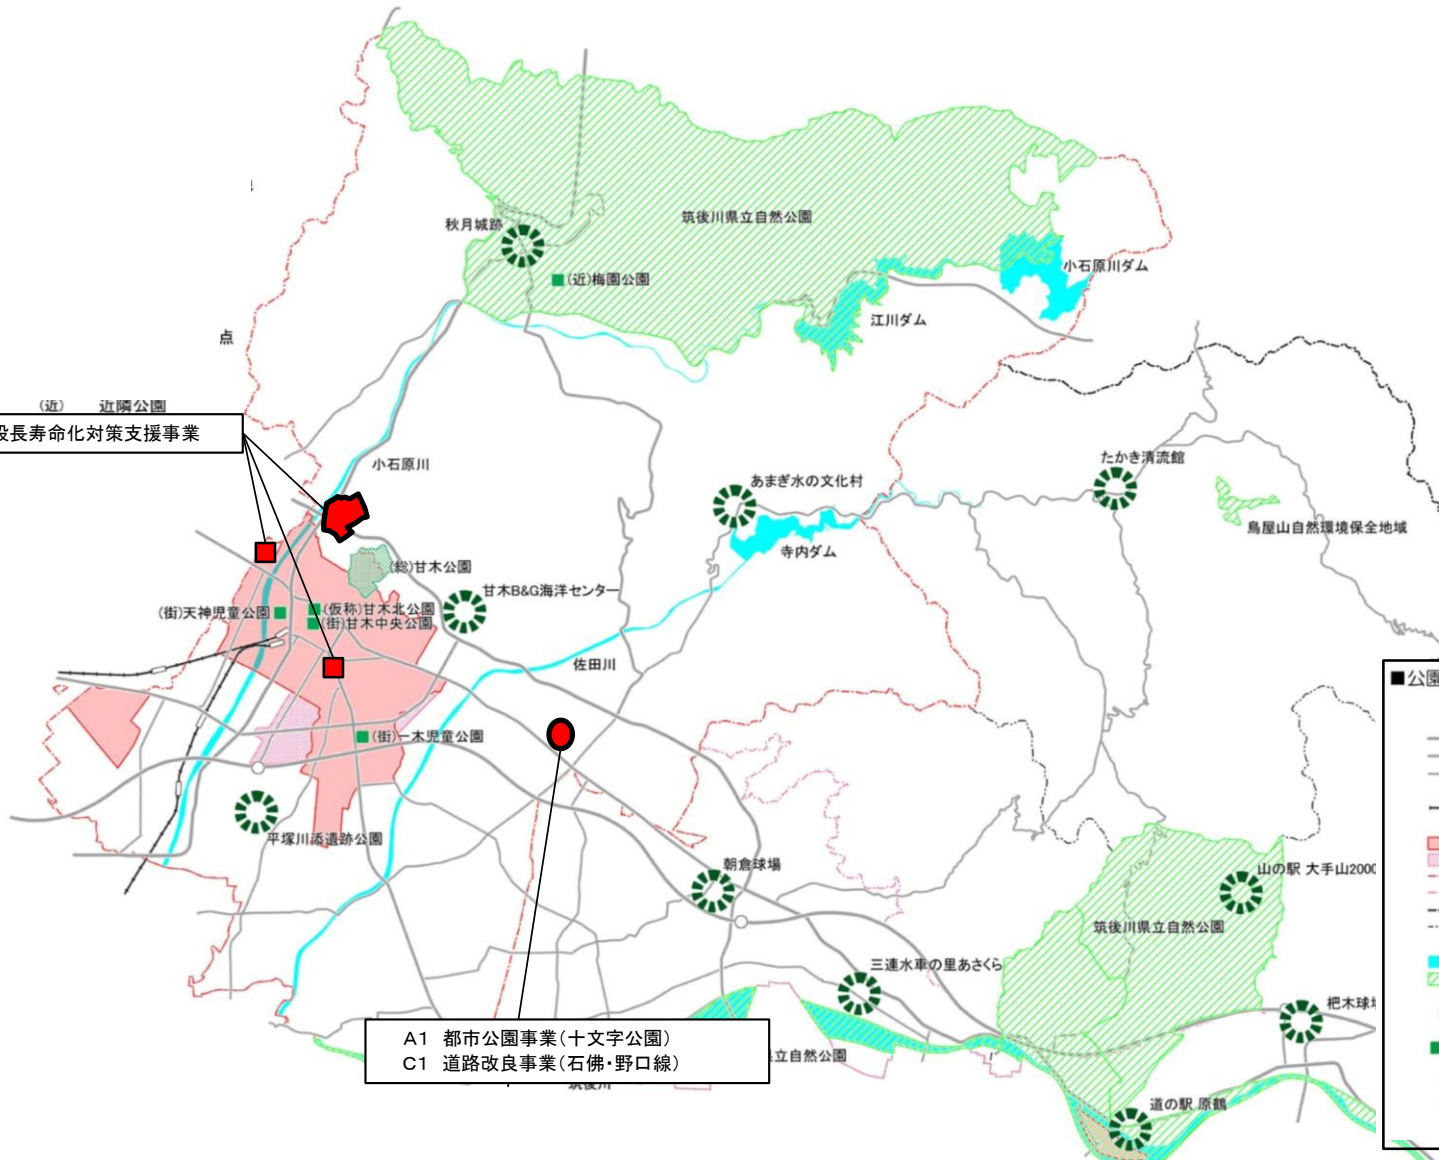 秋月城跡
筑後川県立自然公園
(近)梅園公園
小石原川ダム
江川ダム
点
(近) 近隣公園
設長寿命化対策支援事業
小石原川
あまぎ水の文化村
たかき清流館
鳥屋山自然環境保全地域
寺内ダム
(総)甘木公園
甘木B&G海洋センター
(街)天神児童公園
(仮称)甘木北公園
(街)甘木中央公園
佐田川
■公園
(街)一木児童公園
平塚川添遺跡公園
朝倉球場
山の駅 大手山2000
筑後川県立自然公園
三連水車の里あさくら
杷木球場
A1 都市公園事業(十文字公園)
C1 道路改良事業(石佛・野口線)
立自然公園
筑後川
道の駅 原鶴